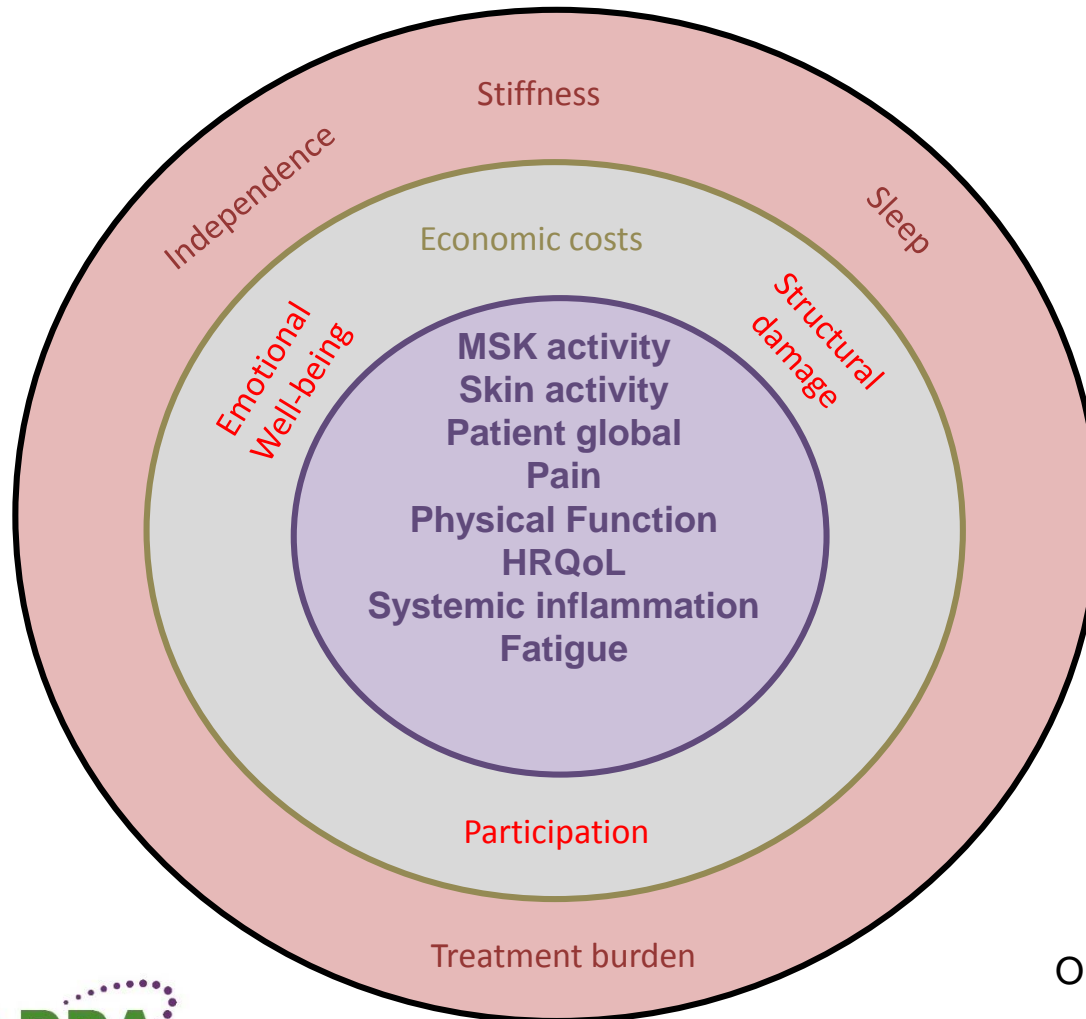 Stiffness
Independence
Sleep
Economic costs
Emotional
Well-being
Structural
damage
MSK activity
Skin activity
Patient global
Pain
Physical Function
HRQoL
Systemic inflammation
Fatigue
Participation
Treatment burden
O